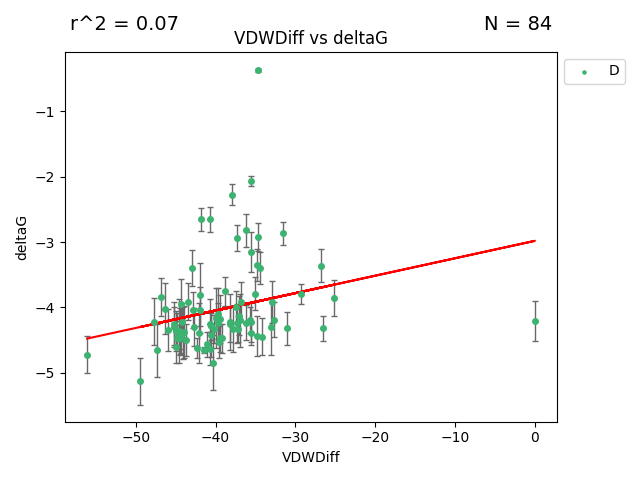 r^2 = 0.07
N = 84
VDWDiff vs deltaG
D
−1
−2
−3
−4
−5
deltaG
−50
−40
−30
−20
−10
0
VDWDiff